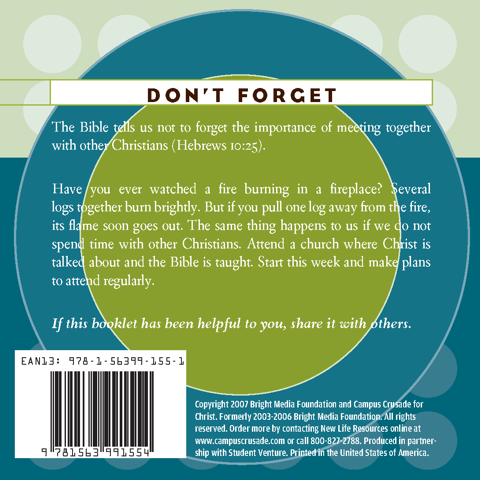 DON'T FORGET
The Bible tells us not to forget the importance of meeting together
with other Christians (Hebrews 10:25).
Have you ever watched a fire burning in a fireplace? Several
logs together burn brightly. But if you pull one log away from the fire,
its flame soon goes out. The same thing happens to us if we do not
spend time with other Christians. Attend a church where Christ is
talked about and the Bible is taught. Start this week and make plans
to attend regularly.
If this booklet has been helpful to you, share it with others.
EAN13: 978-1-56399-155-1
9 781563 991554
Copyright 2007 Bright Media Foundation and Campus Crusade for
Christ. Formerly 2003-2006 Bright Media Foundation. All rights
reserved. Order more by contacting New Life Resources online at
www.campuscrusade.com or call 800-827-2788. Produced in partner-
ship with Student Venture. Printed in the United States of America.